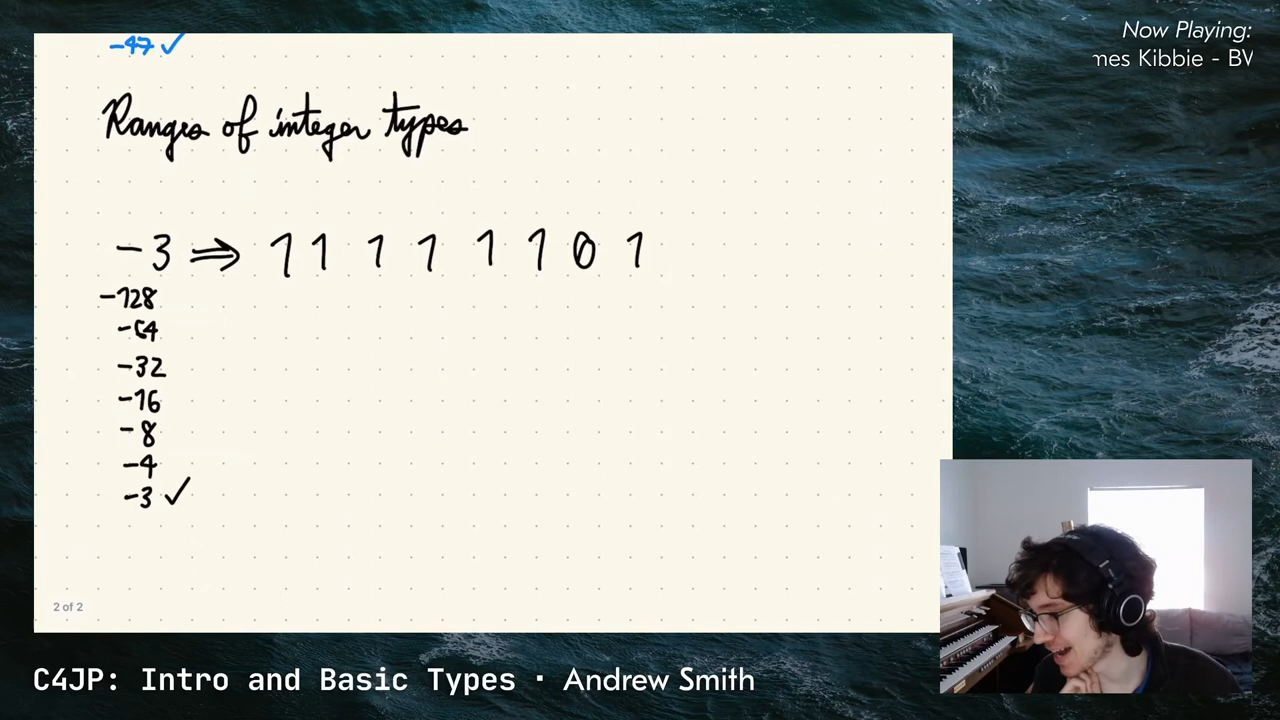 Now Playing:
mes Kibbie - BV
-47 ✓
Ranges of integer types
-3 ⇒ 1 1 1 1 1 1 0 1
-128
-64
-32
-16
-8
-4
-3 ✓
2 of 2
C4JP: Intro and Basic Types · Andrew Smith